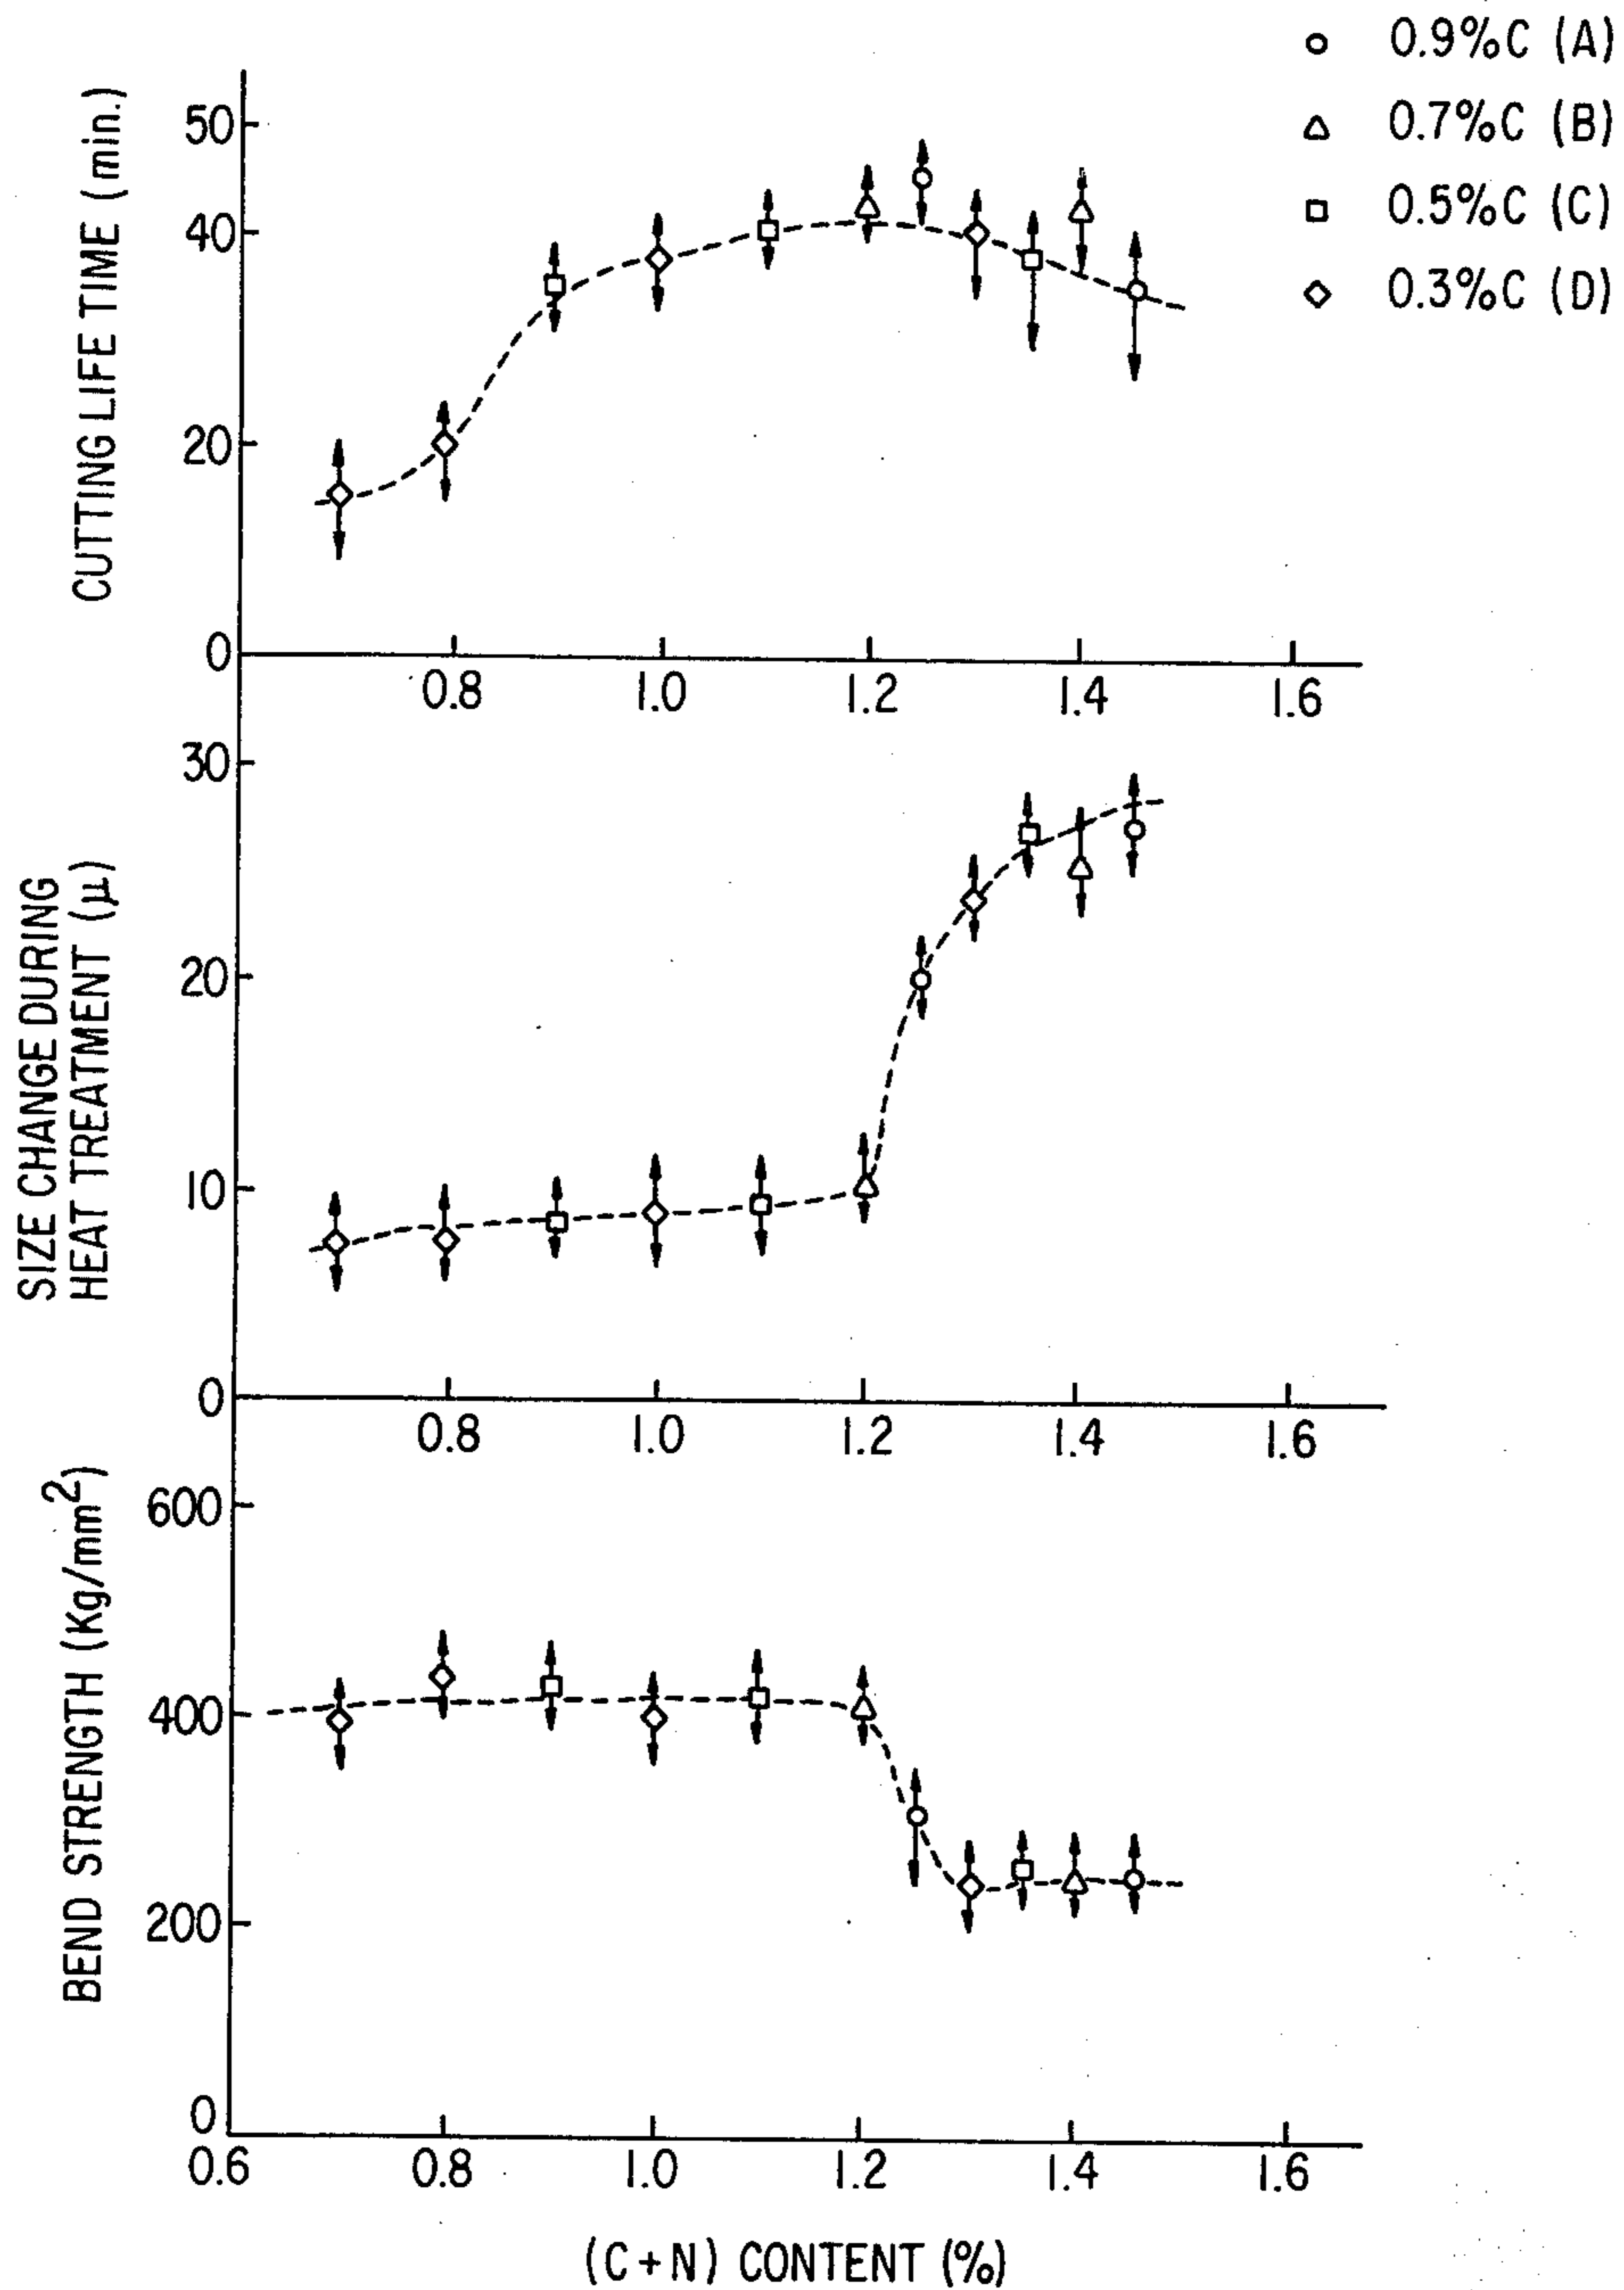 0.9%C (A)
0.7%C (B)
0.5%C (C)
0.3%C (D)
CUTTING LIFE TIME (min.)
50
40
20
0
0.8 1.0 1.2 1.4 1.6
SIZE CHANGE DURING
HEAT TREATMENT (μ)
30
20
10
0
0.8 1.0 1.2 1.4 1.6
BEND STRENGTH (Kg/mm²)
600
400
200
0
0.6 0.8 1.0 1.2 1.4 1.6
(C+N) CONTENT (%)